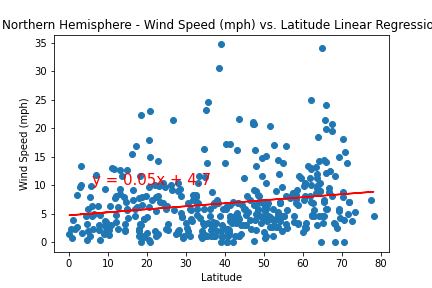 Northern Hemisphere - Wind Speed (mph) vs. Latitude Linear Regressio
35
30
25
20
15
10
5
0
Wind Speed (mph)
y = 0.05x + 4.7
0 10 20 30 40 50 60 70 80
Latitude